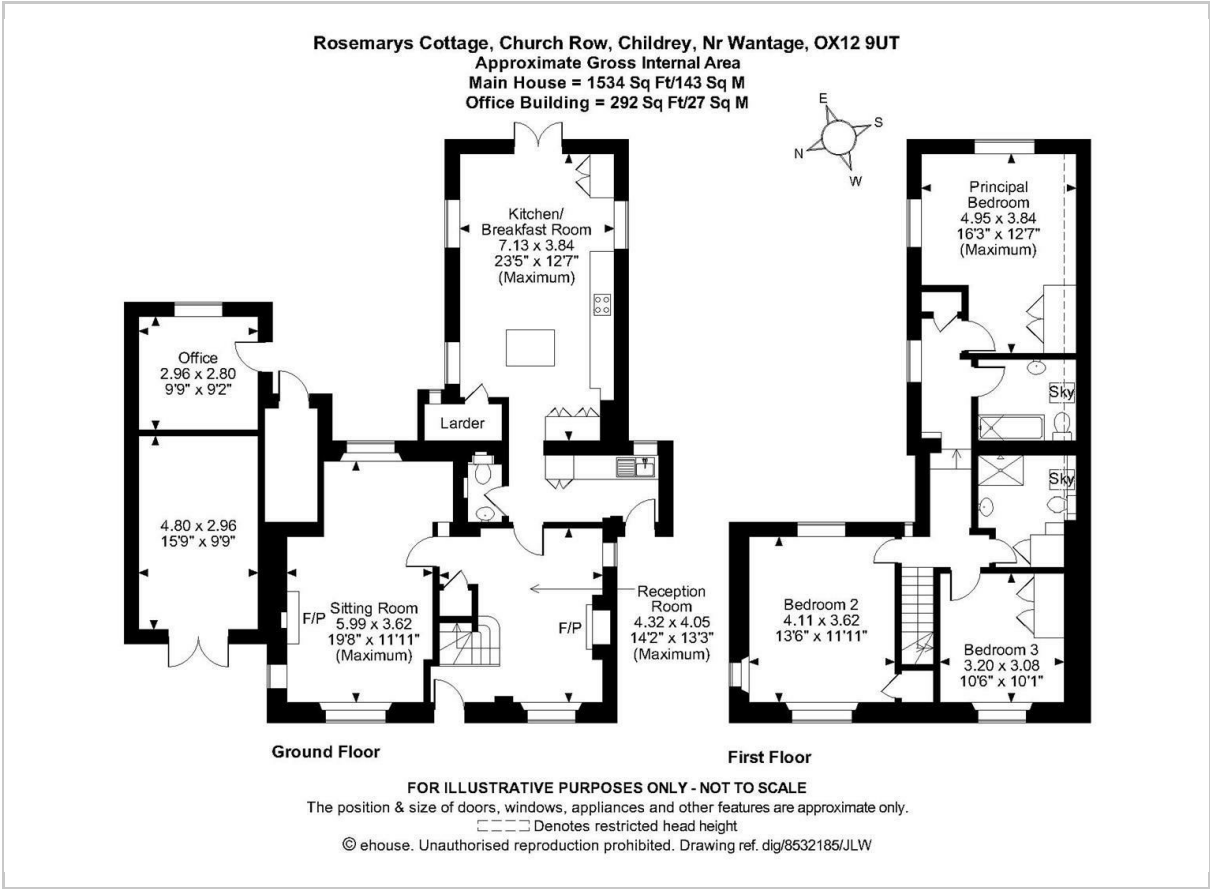 Rosemarys Cottage, Church Row, Childrey, Nr Wantage, OX12 9UT
Approximate Gross Internal Area
Main House = 1534 Sq Ft/143 Sq M
Office Building = 292 Sq Ft/27 Sq M
E
S
N
W
Kitchen/
Breakfast Room
7.13 x 3.84
23'5" x 12'7"
(Maximum)
Principal
Bedroom
4.95 x 3.84
16'3" x 12'7"
(Maximum)
Office
2.96 x 2.80
9'9" x 9'2"
Larder
Sky
Sky
4.80 x 2.96
15'9" x 9'9"
F/P
Sitting Room
5.99 x 3.62
19'8" x 11'11"
(Maximum)
F/P
Reception
Room
4.32 x 4.05
14'2" x 13'3"
(Maximum)
Bedroom 2
4.11 x 3.62
13'6" x 11'11"
Bedroom 3
3.20 x 3.08
10'6" x 10'1"
Ground Floor
First Floor
FOR ILLUSTRATIVE PURPOSES ONLY - NOT TO SCALE
The position & size of doors, windows, appliances and other features are approximate only.
Denotes restricted head height
© ehouse. Unauthorised reproduction prohibited. Drawing ref. dig/8532185/JLW